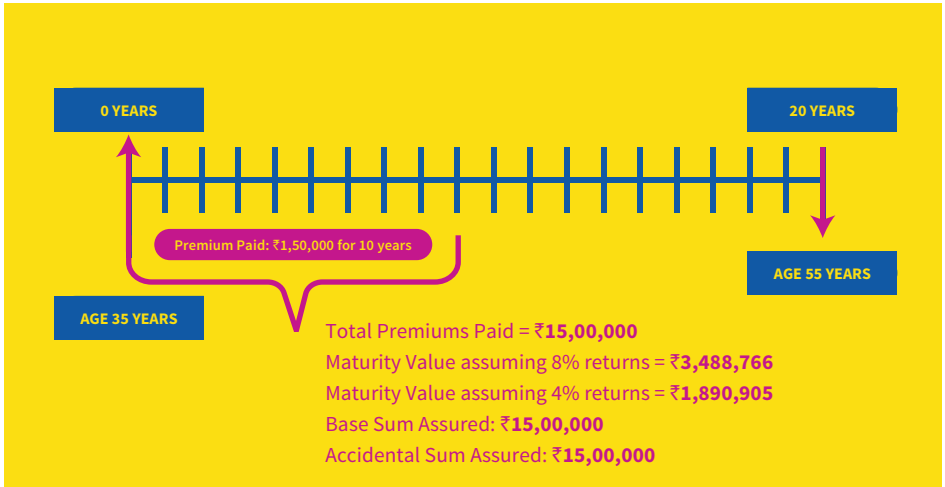 0 YEARS
20 YEARS
Premium Paid: ₹1,50,000 for 10 years
AGE 55 YEARS
AGE 35 YEARS
Total Premiums Paid = ₹15,00,000
Maturity Value assuming 8% returns = ₹3,488,766
Maturity Value assuming 4% returns = ₹1,890,905
Base Sum Assured: ₹15,00,000
Accidental Sum Assured: ₹15,00,000